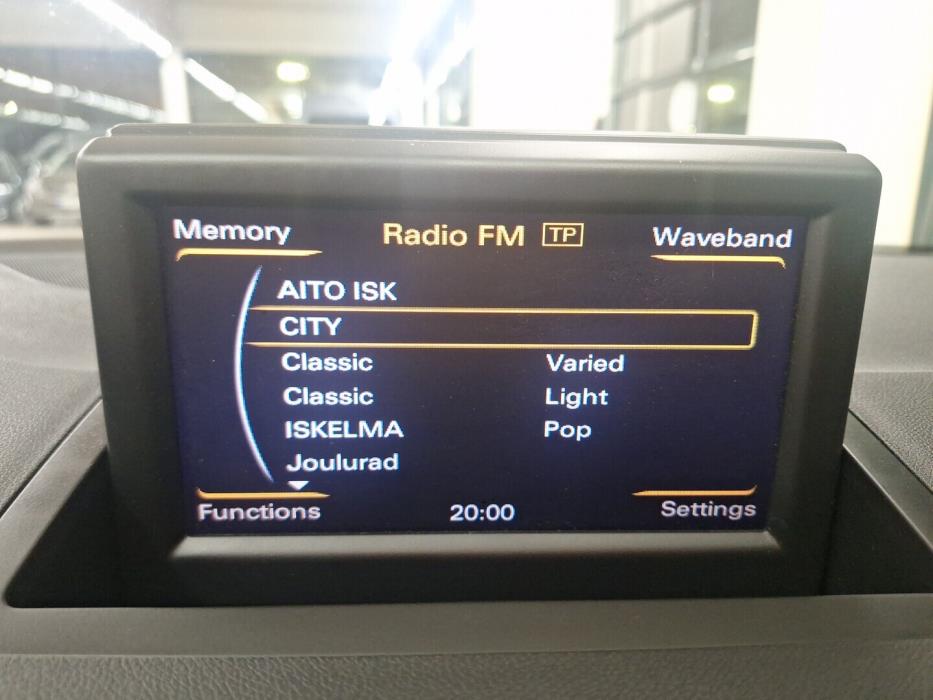 Memory Radio FM TP Waveband
AITO ISK
CITY
Classic Varied
Classic Light
ISKELMA Pop
Joulurad
Functions 20:00 Settings